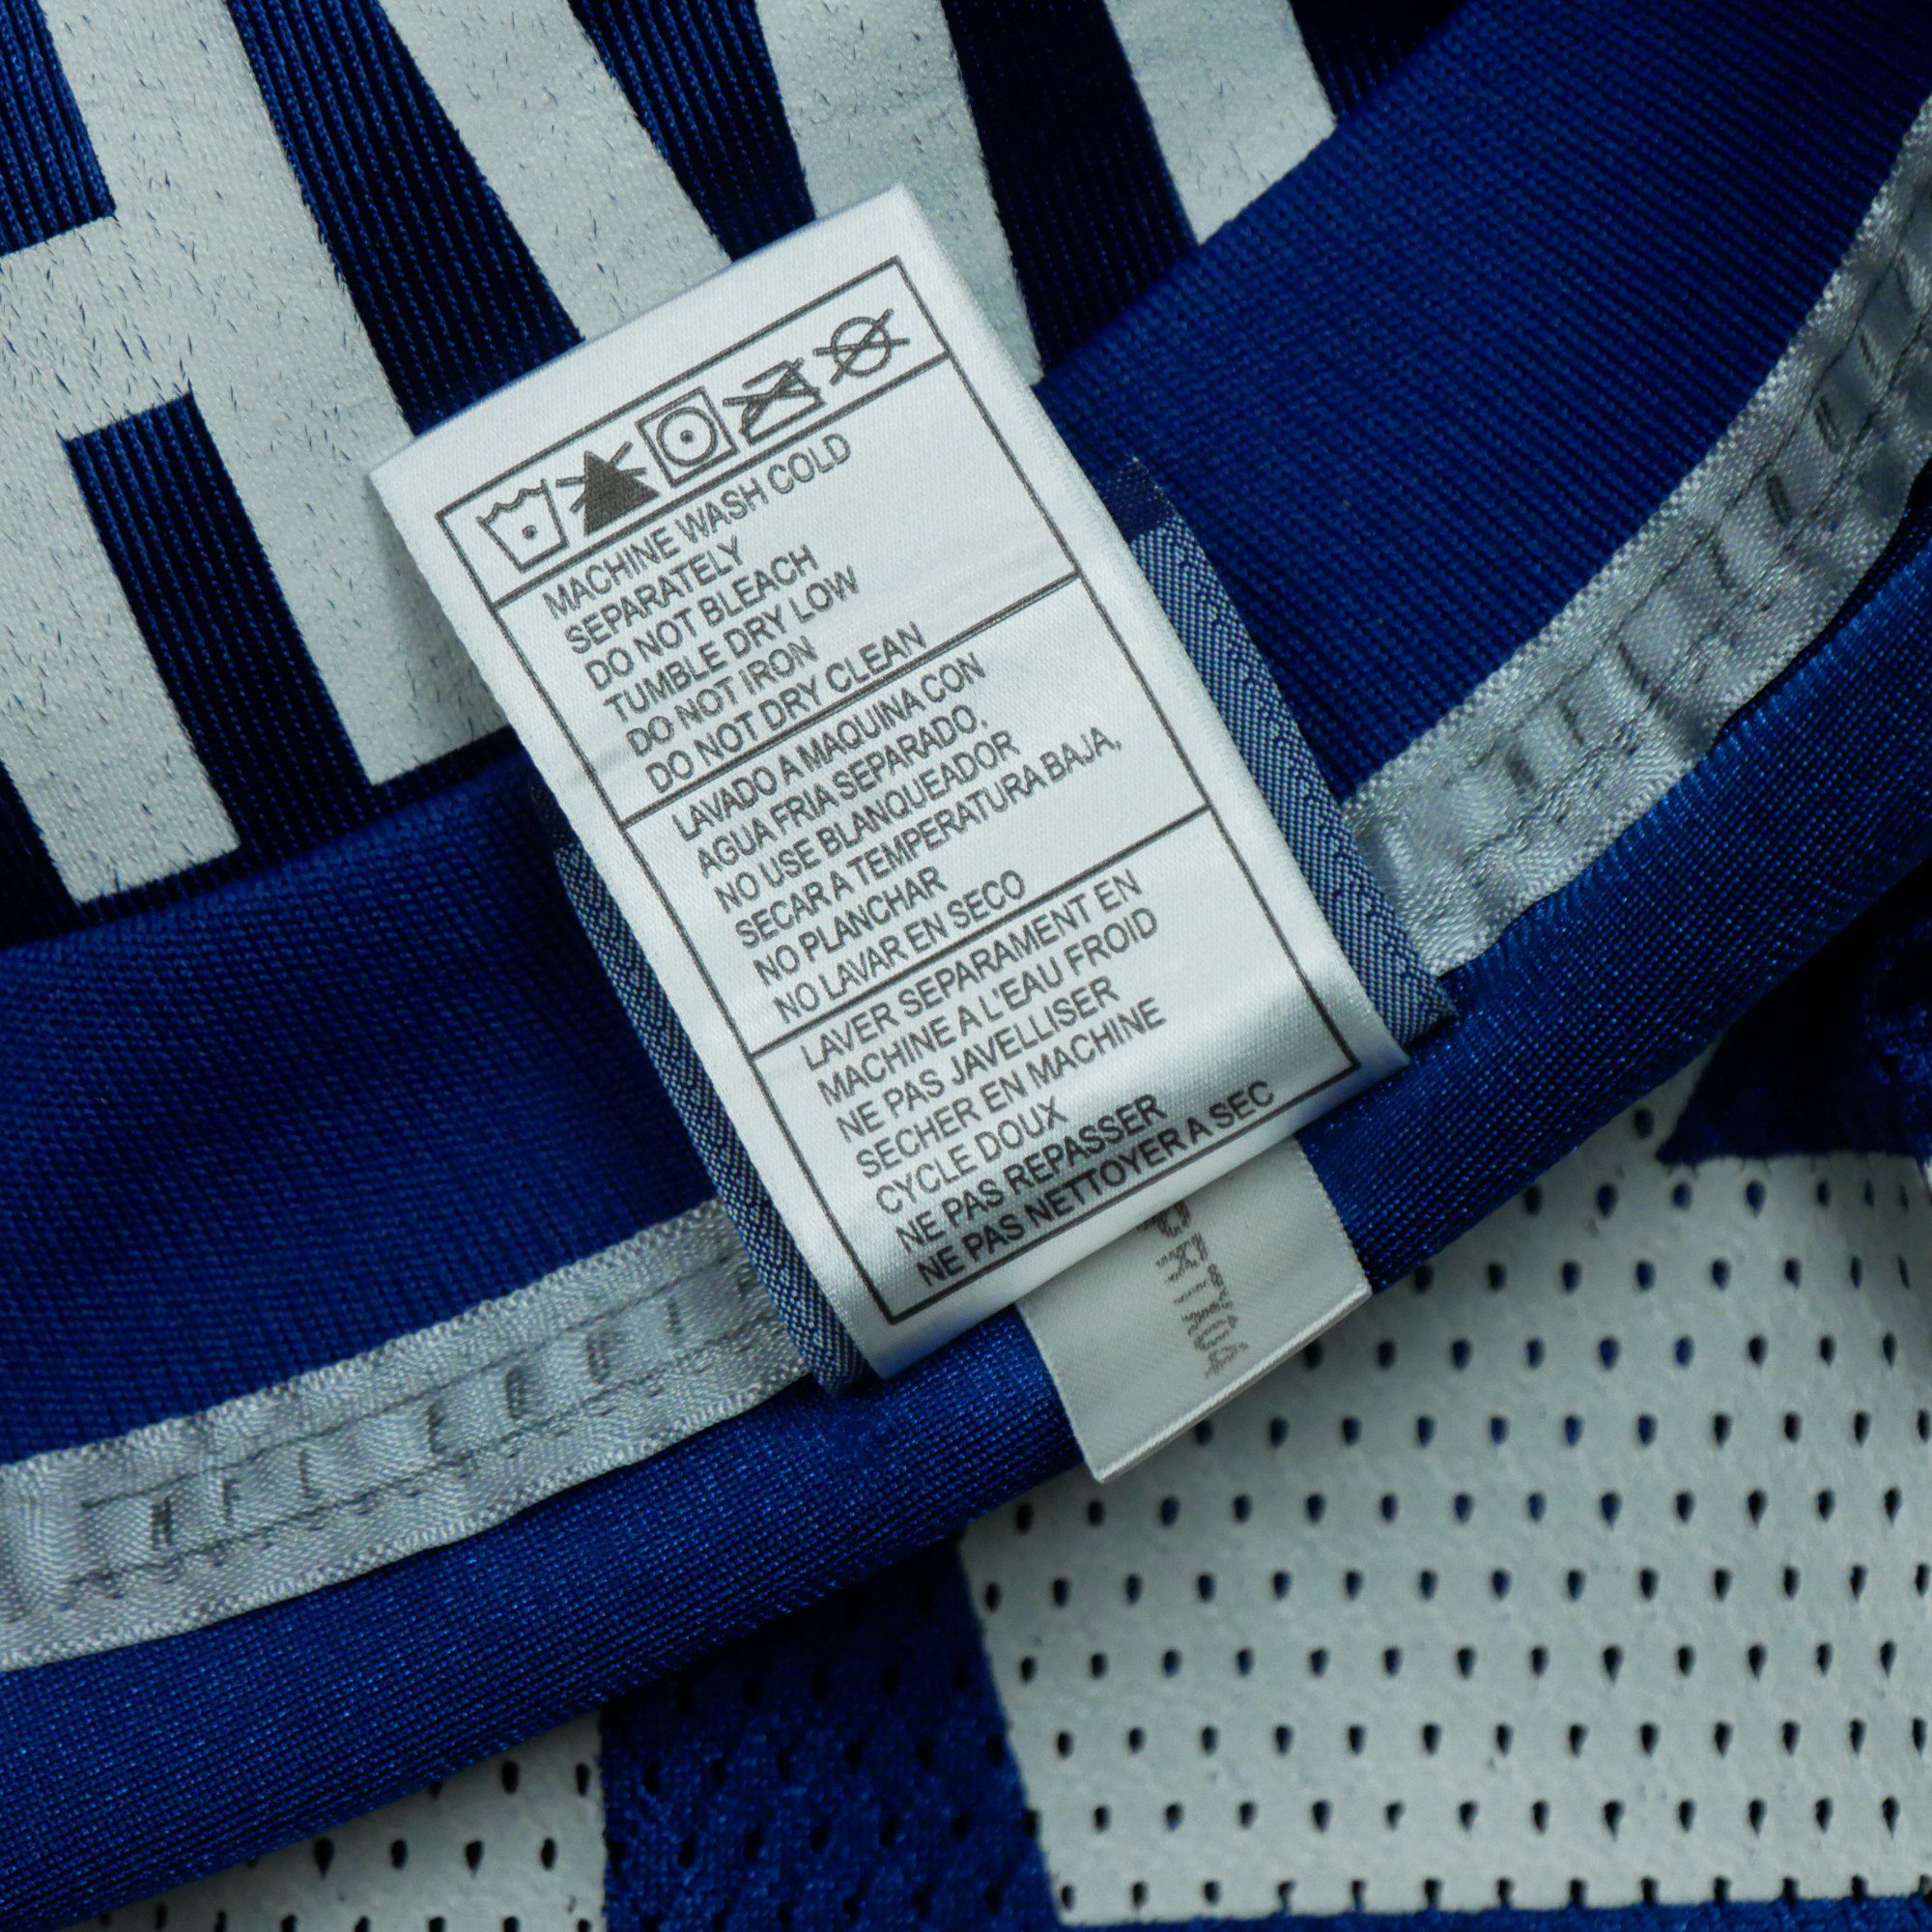 MACHINE WASH COLD
SEPARATELY
DO NOT BLEACH
TUMBLE DRY LOW
DO NOT IRON
DO NOT DRY CLEAN
LAVADO A MAQUINA CON
AGUA FRIA SEPARADO,
NO USE BLANQUEADOR
SECAR A TEMPERATURA BAJA,
NO PLANCHAR
NO LAVAR EN SECO
LAVER SEPARAMENT EN
MACHINE A L'EAU FROID
NE PAS JAVELLISER
SECHER EN MACHINE
CYCLE DOUX
NE PAS REPASSER
NE PAS NETTOYER A SEC